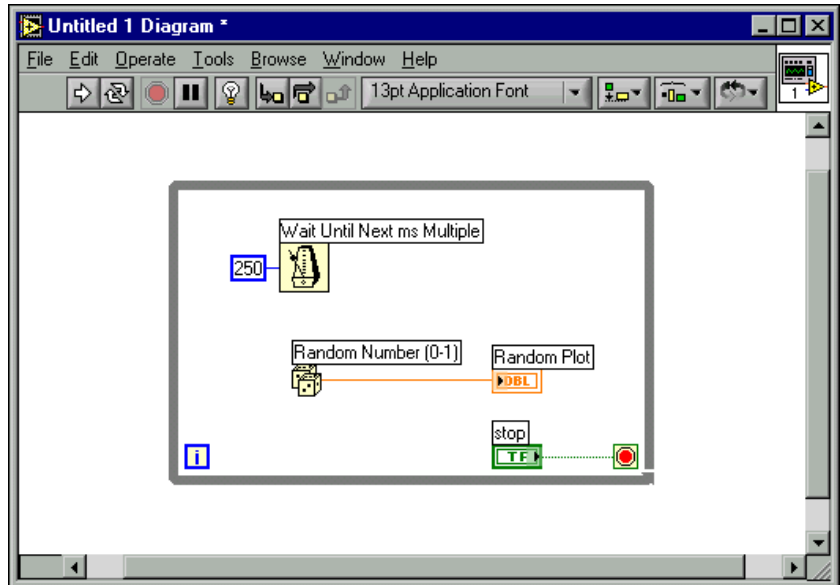 Untitled 1 Diagram *
File Edit Operate Tools Browse Window Help
13pt Application Font
1
Wait Until Next ms Multiple
250
Random Number (0-1)
Random Plot
DBL
stop
TF
i